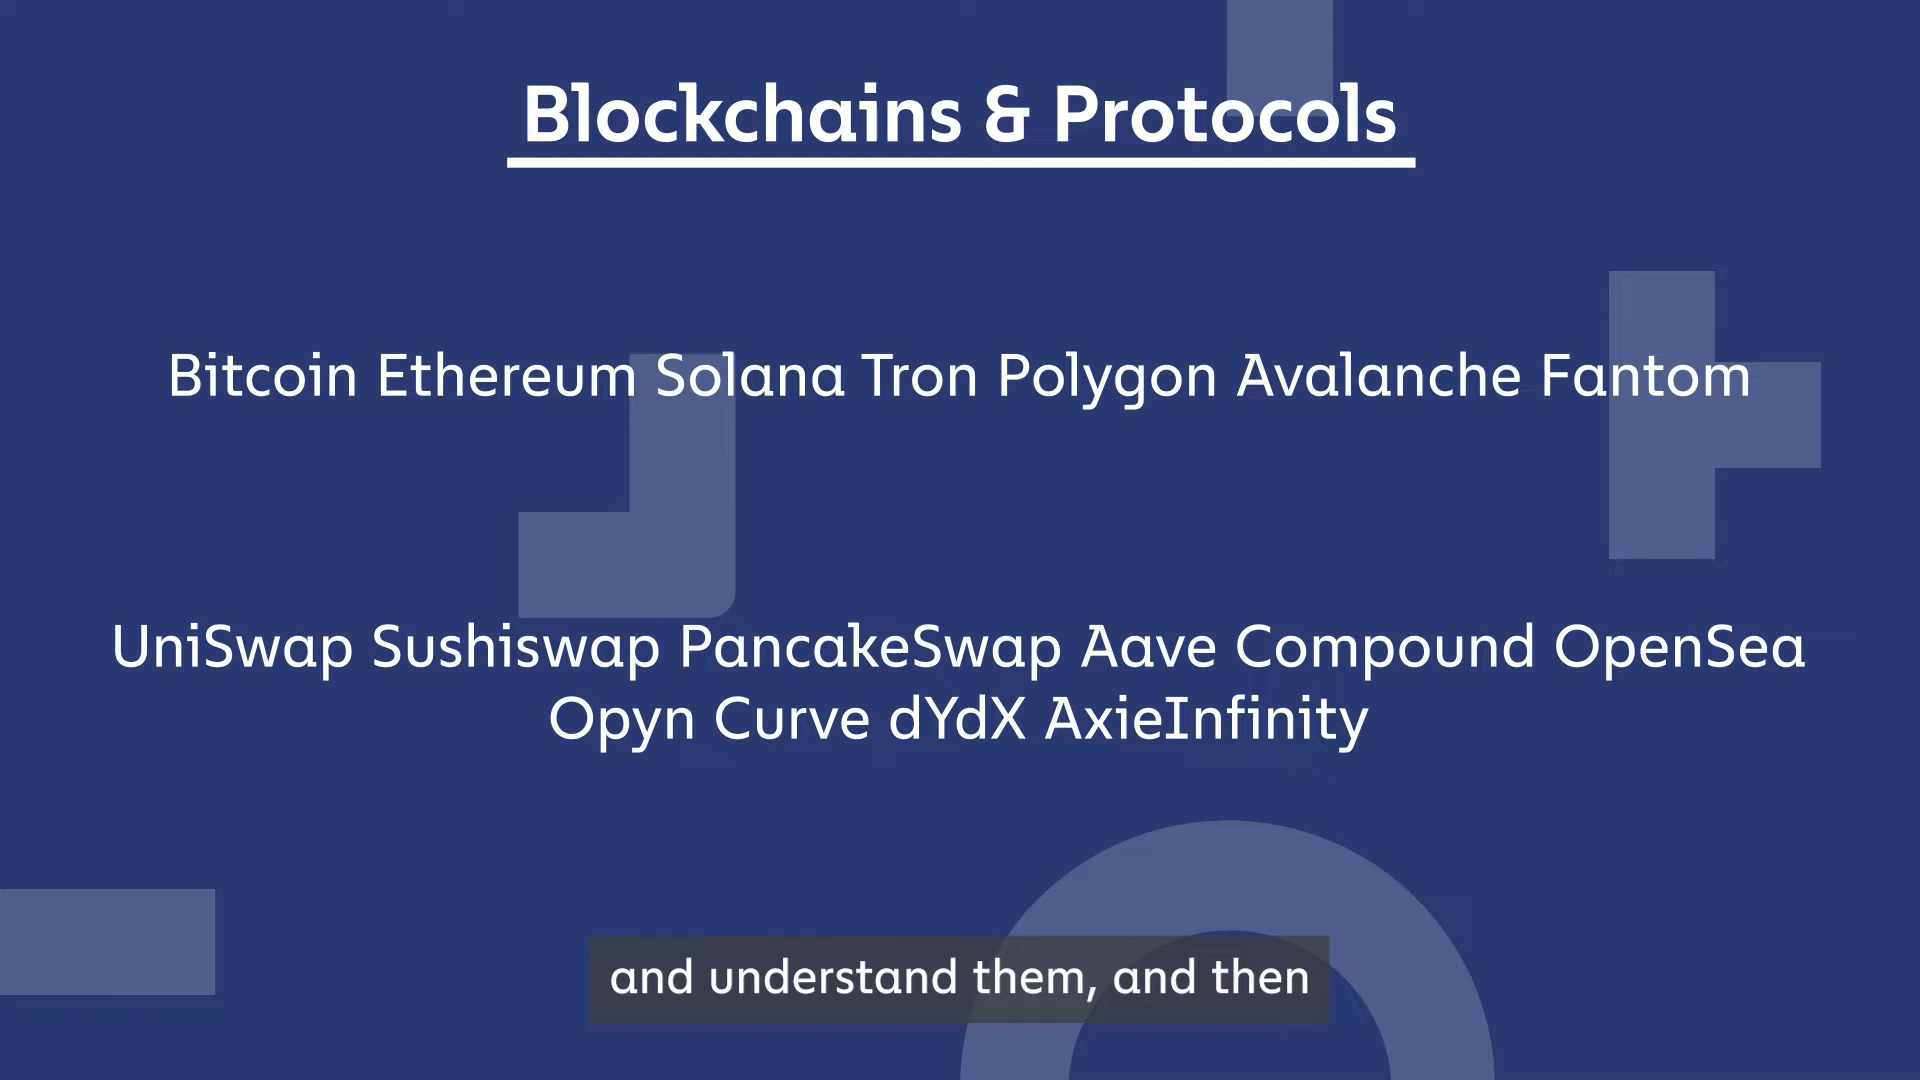 Blockchains & Protocols
Bitcoin Ethereum Solana Tron Polygon Avalanche Fantom
UniSwap Sushiswap PancakeSwap Aave Compound OpenSea
Opyn Curve dYdX AxieInfinity
and understand them, and then